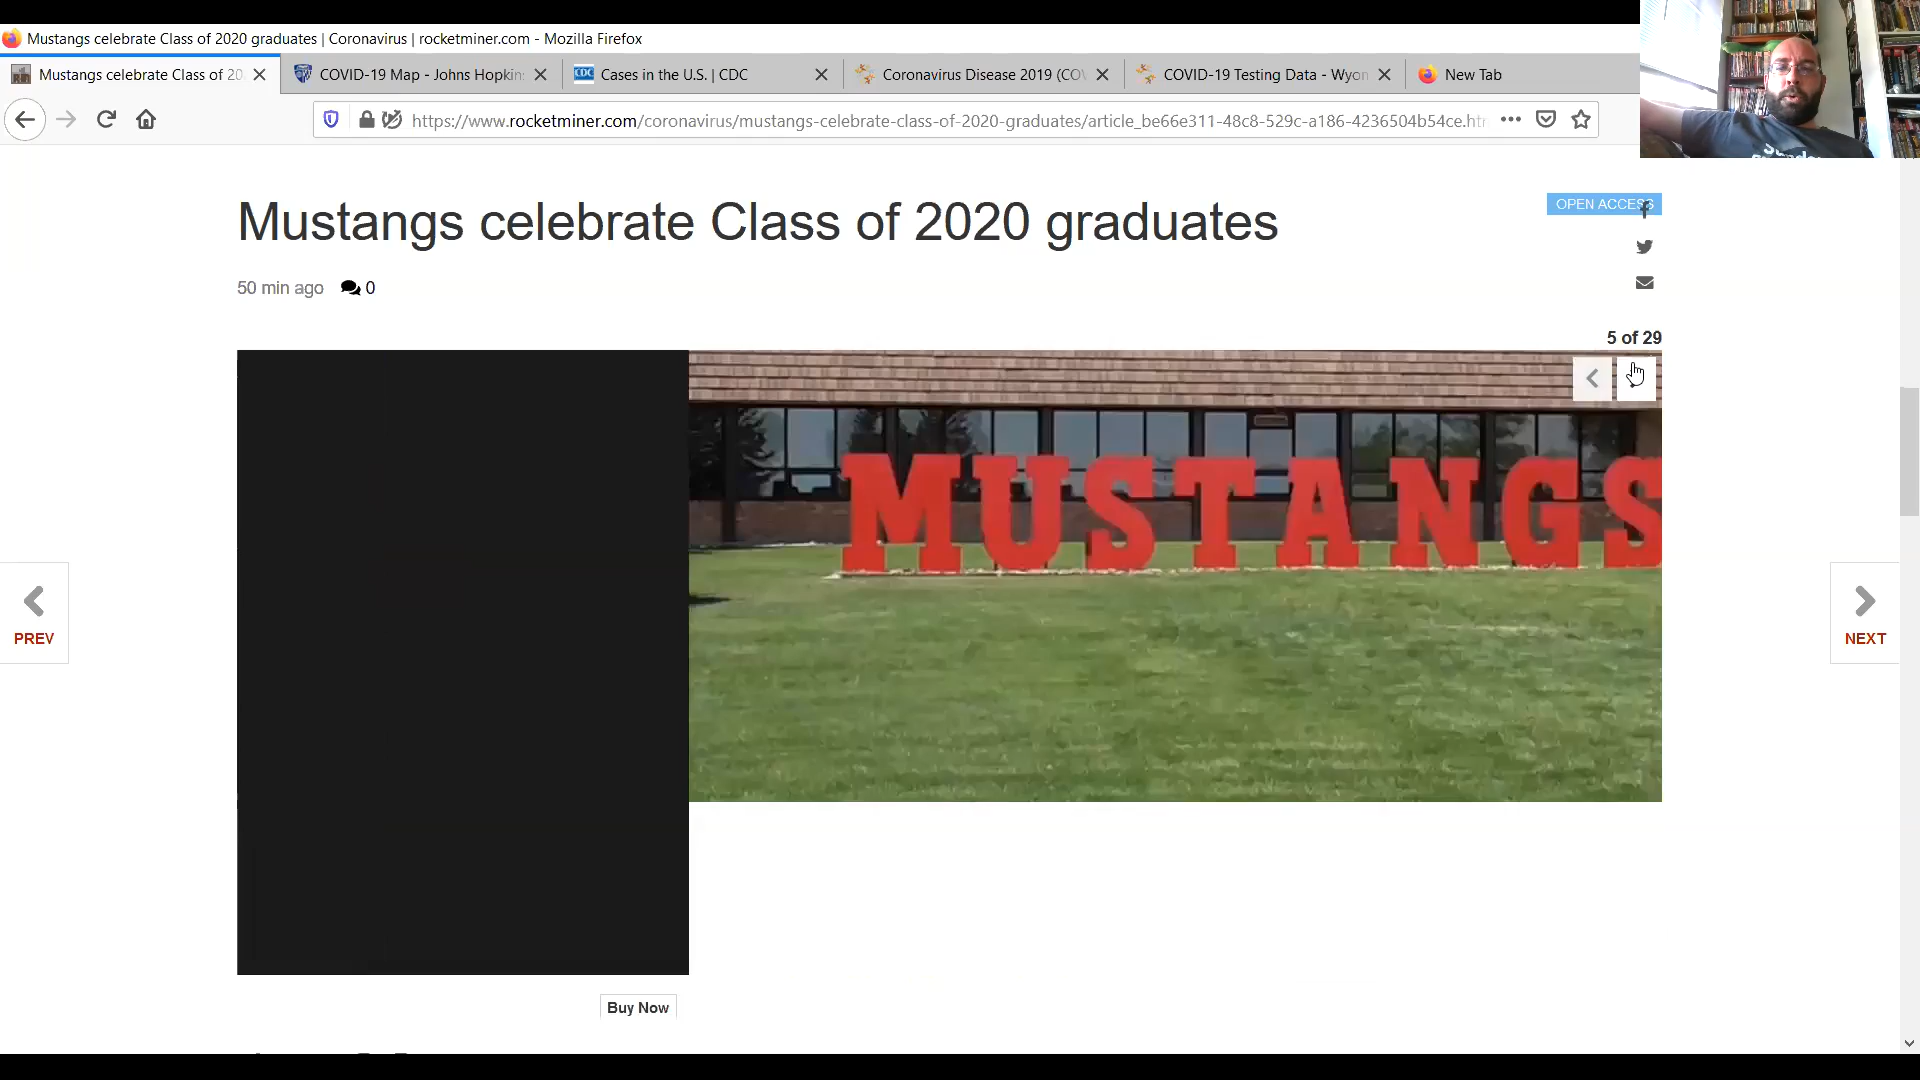 Mustangs celebrate Class of 2020 graduates | Coronavirus | rocketminer.com - Mozilla Firefox
Mustangs celebrate Class of 20
COVID-19 Map - Johns Hopkin
Cases in the U.S. | CDC
Coronavirus Disease 2019 (COV
COVID-19 Testing Data - Wyon
New Tab
https://www.rocketminer.com/coronavirus/mustangs-celebrate-class-of-2020-graduates/article_be66e311-48c8-529c-a186-4236504b54ce.ht
Mustangs celebrate Class of 2020 graduates
OPEN ACCESS
50 min ago
0
5 of 29
MUSTANGS
PREV
NEXT
Buy Now